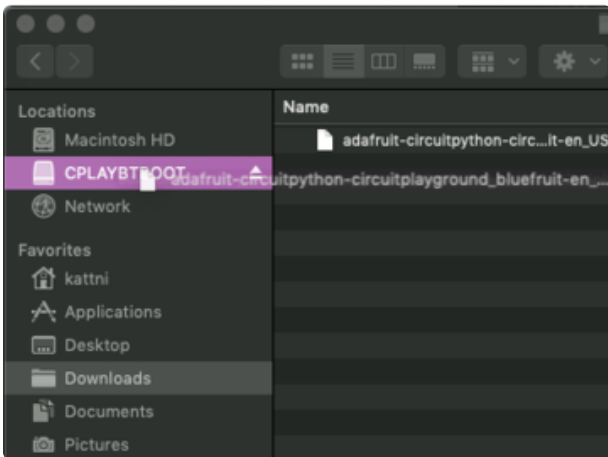 Locations
Name
Macintosh HD
adafruit-circuitpython-circ...it-en_US
CPLAYBTBOOT
adafruit-circuitpython-circuitplayground_bluefruit-en_...
Network
Favorites
kattni
Applications
Desktop
Downloads
Documents
Pictures